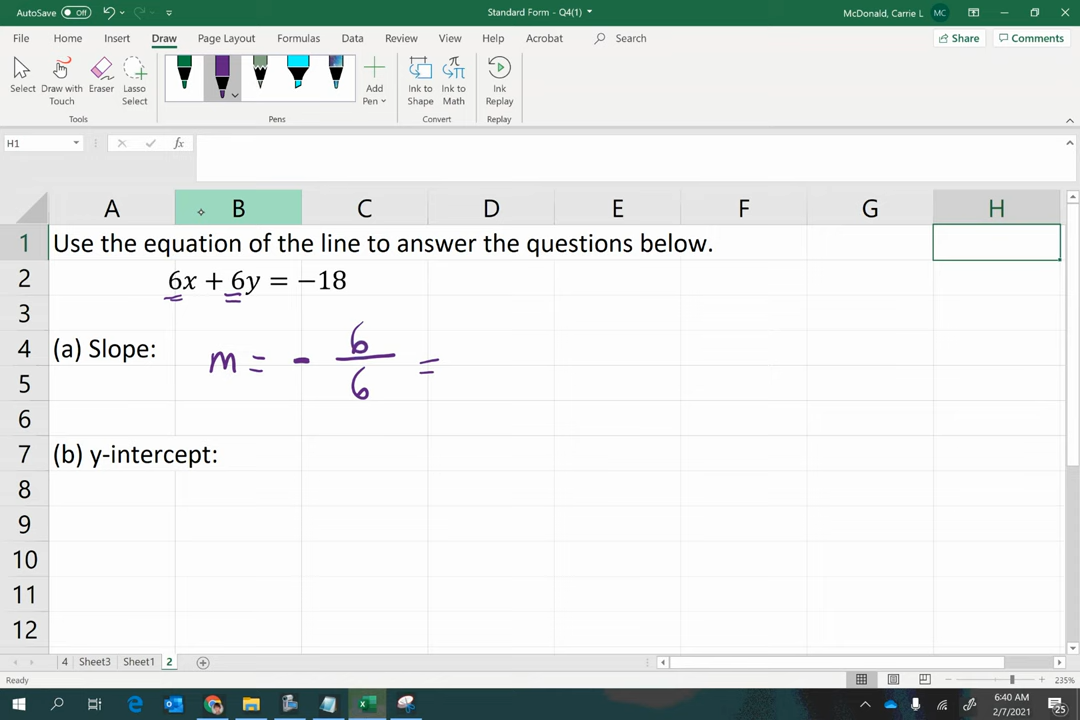 AutoSave Off Standard Form - Q4(1) McDonald, Carrie L MC
File Home Insert Draw Page Layout Formulas Data Review View Help Acrobat Search Share Comments
Select Draw with Touch Eraser Lasso Select Add Pen Ink to Shape Ink to Math Ink Replay
Tools Pens Convert Replay
H1 fx
A B C D E F G H
1 Use the equation of the line to answer the questions below.
2 6x + 6y = −18
3
4 (a) Slope: m = - 6/6 =
5
6
7 (b) y-intercept:
8
9
10
11
12
4 Sheet3 Sheet1 2
235%
6:40 AM
2/7/2021
25